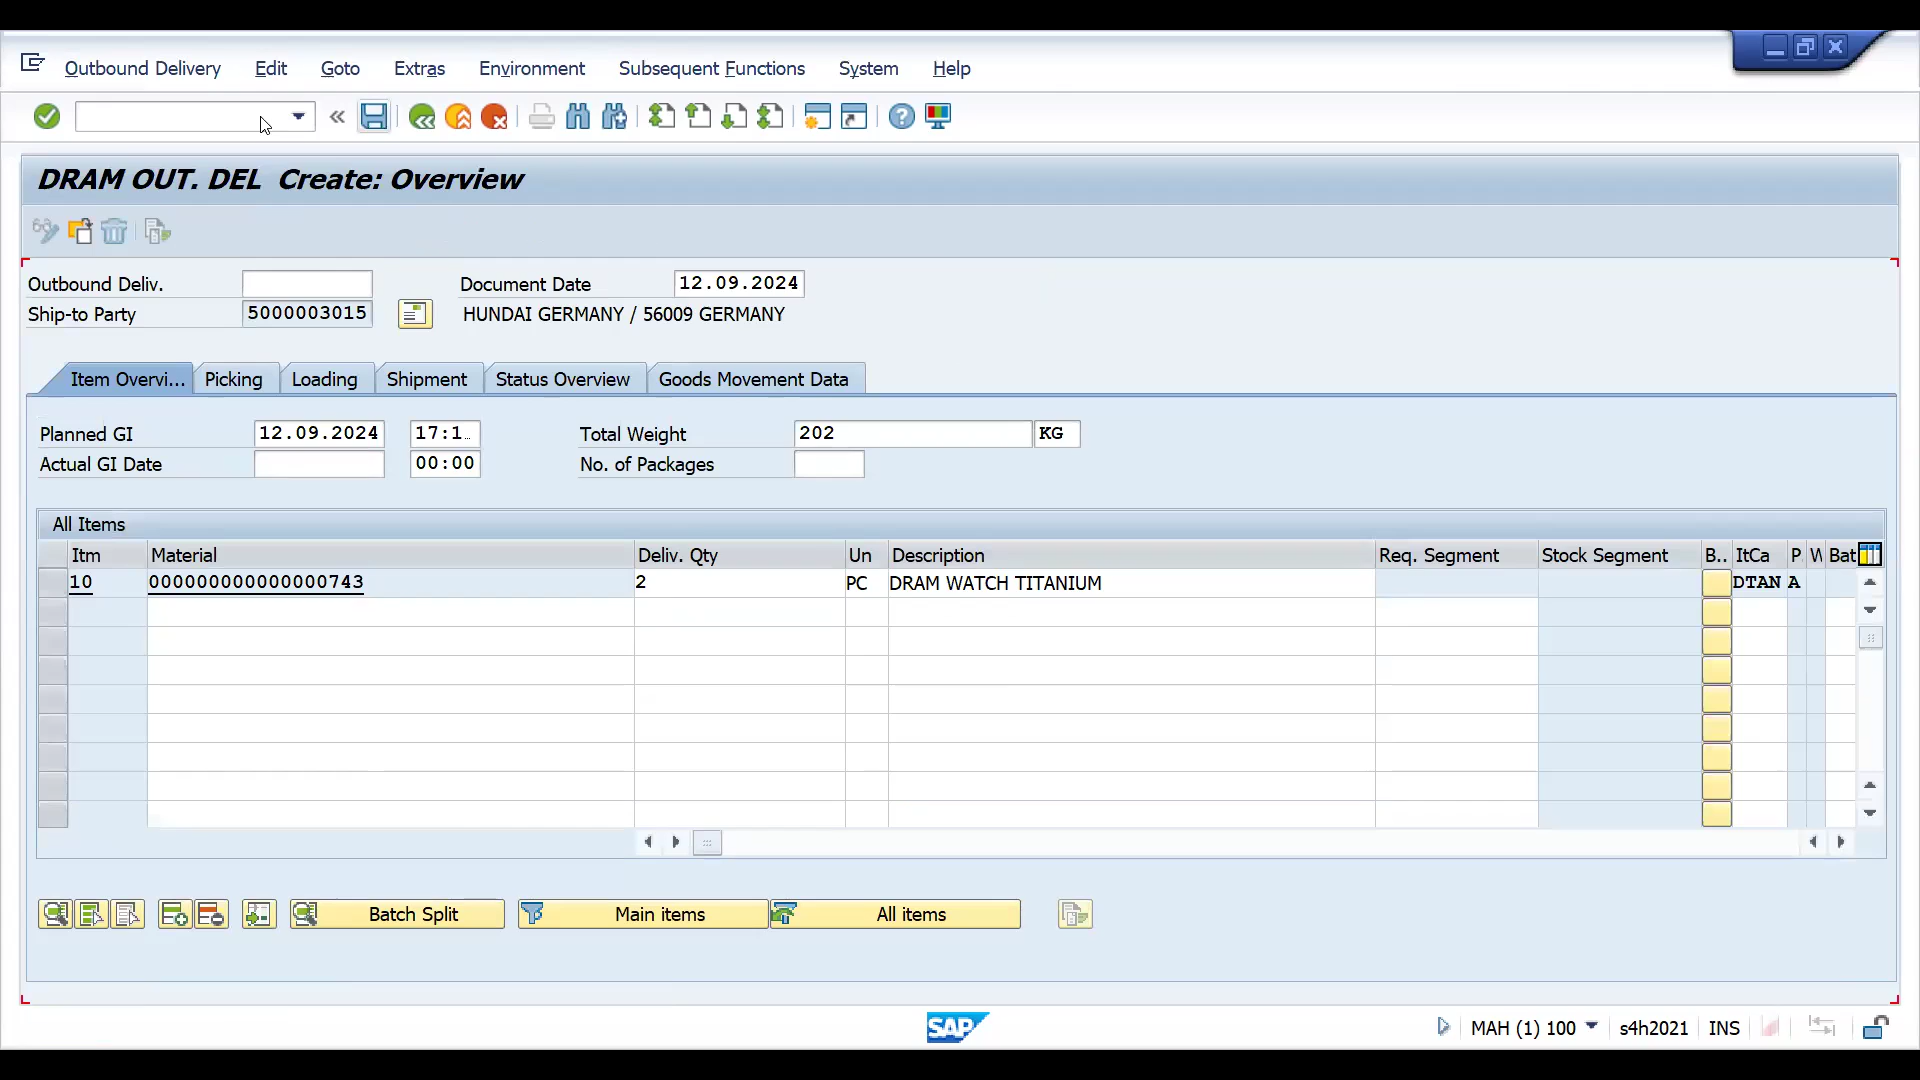 Outbound Delivery Edit Goto Extras Environment Subsequent Functions System Help
DRAM OUT. DEL Create: Overview
Outbound Deliv. Document Date 12.09.2024
Ship-to Party 5000003015 HUNDAI GERMANY / 56009 GERMANY
Item Overvi... Picking Loading Shipment Status Overview Goods Movement Data
Planned GI 12.09.2024 17:1.. Total Weight 202 KG
Actual GI Date 00:00 No. of Packages
All Items
Itm Material Deliv. Qty Un Description Req. Segment Stock Segment B.. ItCa P W Bat
10 000000000000000743 2 PC DRAM WATCH TITANIUM DTAN A
Batch Split Main items All items
SAP MAH (1) 100 s4h2021 INS